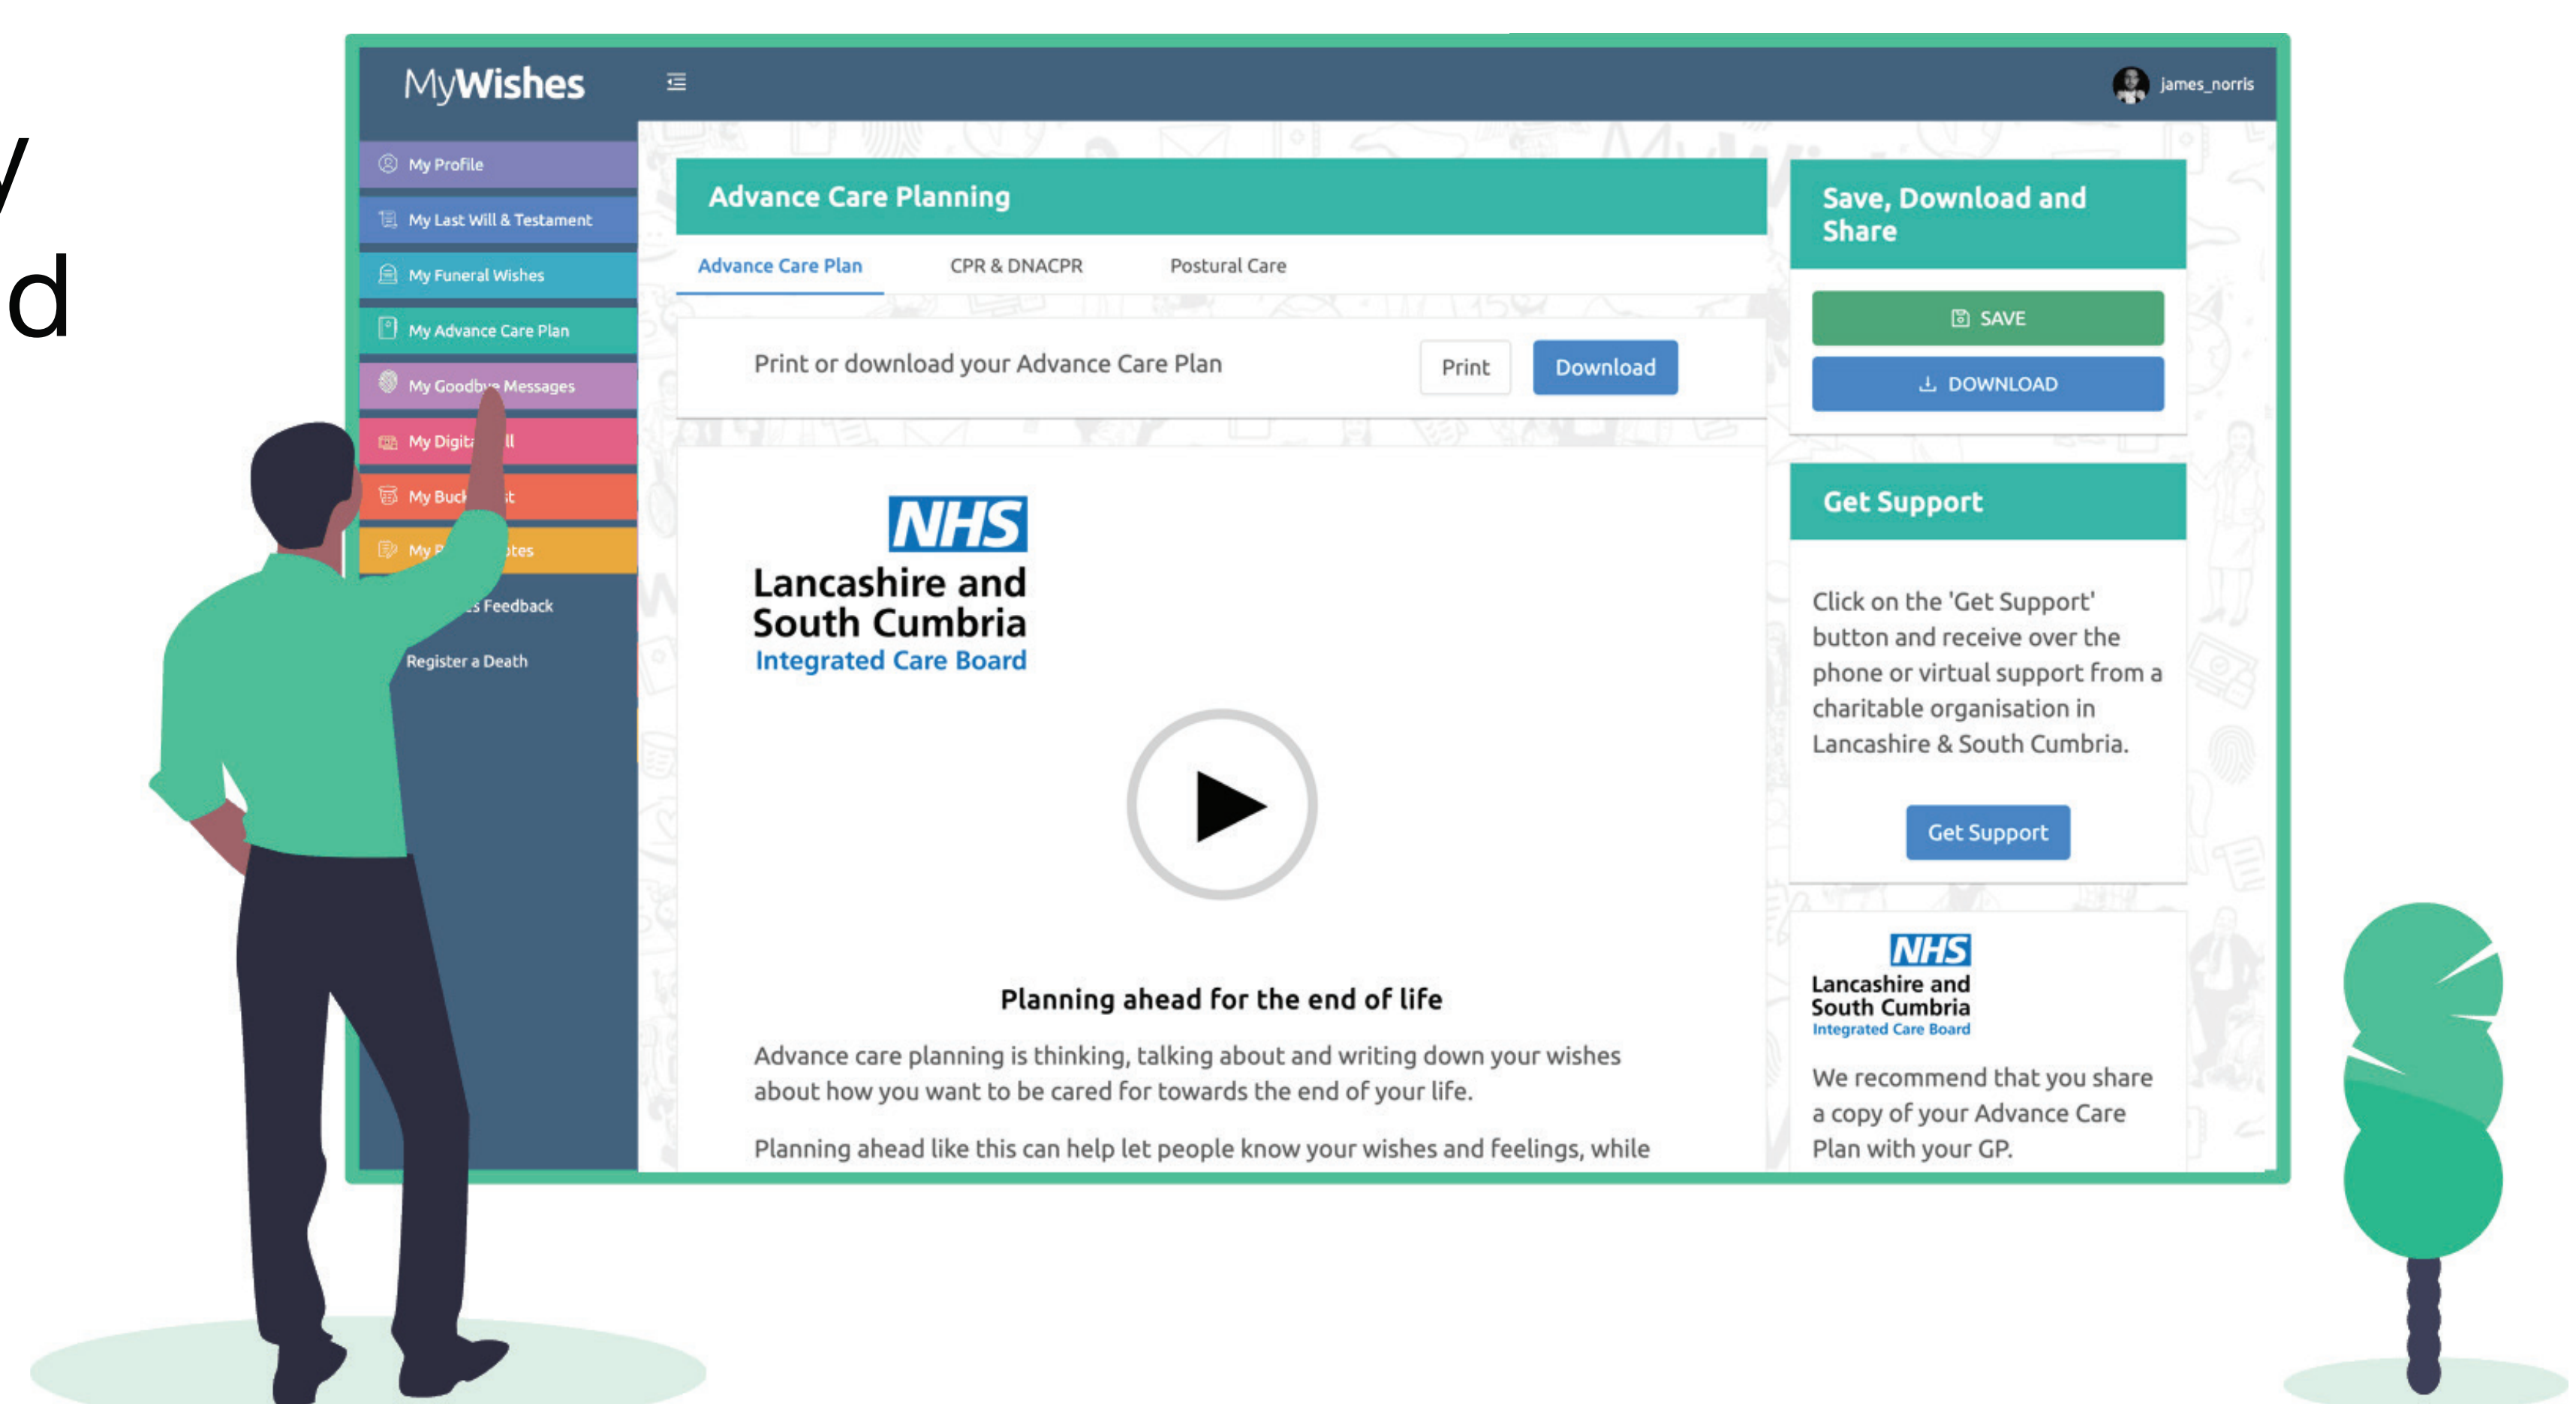 y
d
MyWishes
james_norris
My Profile
My Last Will & Testament
My Funeral Wishes
My Advance Care Plan
My Goodbye Messages
My
My
My
Feedback
Register a Death
Advance Care Planning
Advance Care Plan CPR & DNACPR Postural Care
Print or download your Advance Care Plan Print Download
NHS
Lancashire and
South Cumbria
Integrated Care Board
Planning ahead for the end of life
Advance care planning is thinking, talking about and writing down your wishes
about how you want to be cared for towards the end of your life.
Planning ahead like this can help let people know your wishes and feelings, while
Save, Download and
Share
SAVE
DOWNLOAD
Get Support
Click on the 'Get Support'
button and receive over the
phone or virtual support from a
charitable organisation in
Lancashire & South Cumbria.
Get Support
NHS
Lancashire and
South Cumbria
Integrated Care Board
We recommend that you share
a copy of your Advance Care
Plan with your GP.